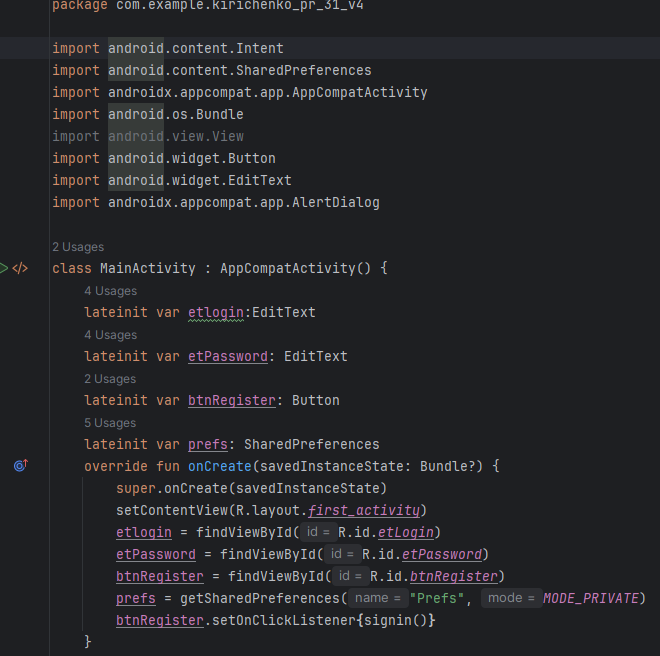 package com.example.kirichenko_pr_31_v4
import android.content.Intent
import android.content.SharedPreferences
import androidx.appcompat.app.AppCompatActivity
import android.os.Bundle
import android.view.View
import android.widget.Button
import android.widget.EditText
import androidx.appcompat.app.AlertDialog
2 Usages
class MainActivity : AppCompatActivity() {
4 Usages
lateinit var etlogin:EditText
4 Usages
lateinit var etPassword: EditText
2 Usages
lateinit var btnRegister: Button
5 Usages
lateinit var prefs: SharedPreferences
override fun onCreate(savedInstanceState: Bundle?) {
super.onCreate(savedInstanceState)
setContentView(R.layout.first_activity)
etlogin = findViewById( id = R.id.etLogin)
etPassword = findViewById( id = R.id.etPassword)
btnRegister = findViewById( id = R.id.btnRegister)
prefs = getSharedPreferences( name = "Prefs", mode = MODE_PRIVATE)
btnRegister.setOnClickListener{signin()}
}